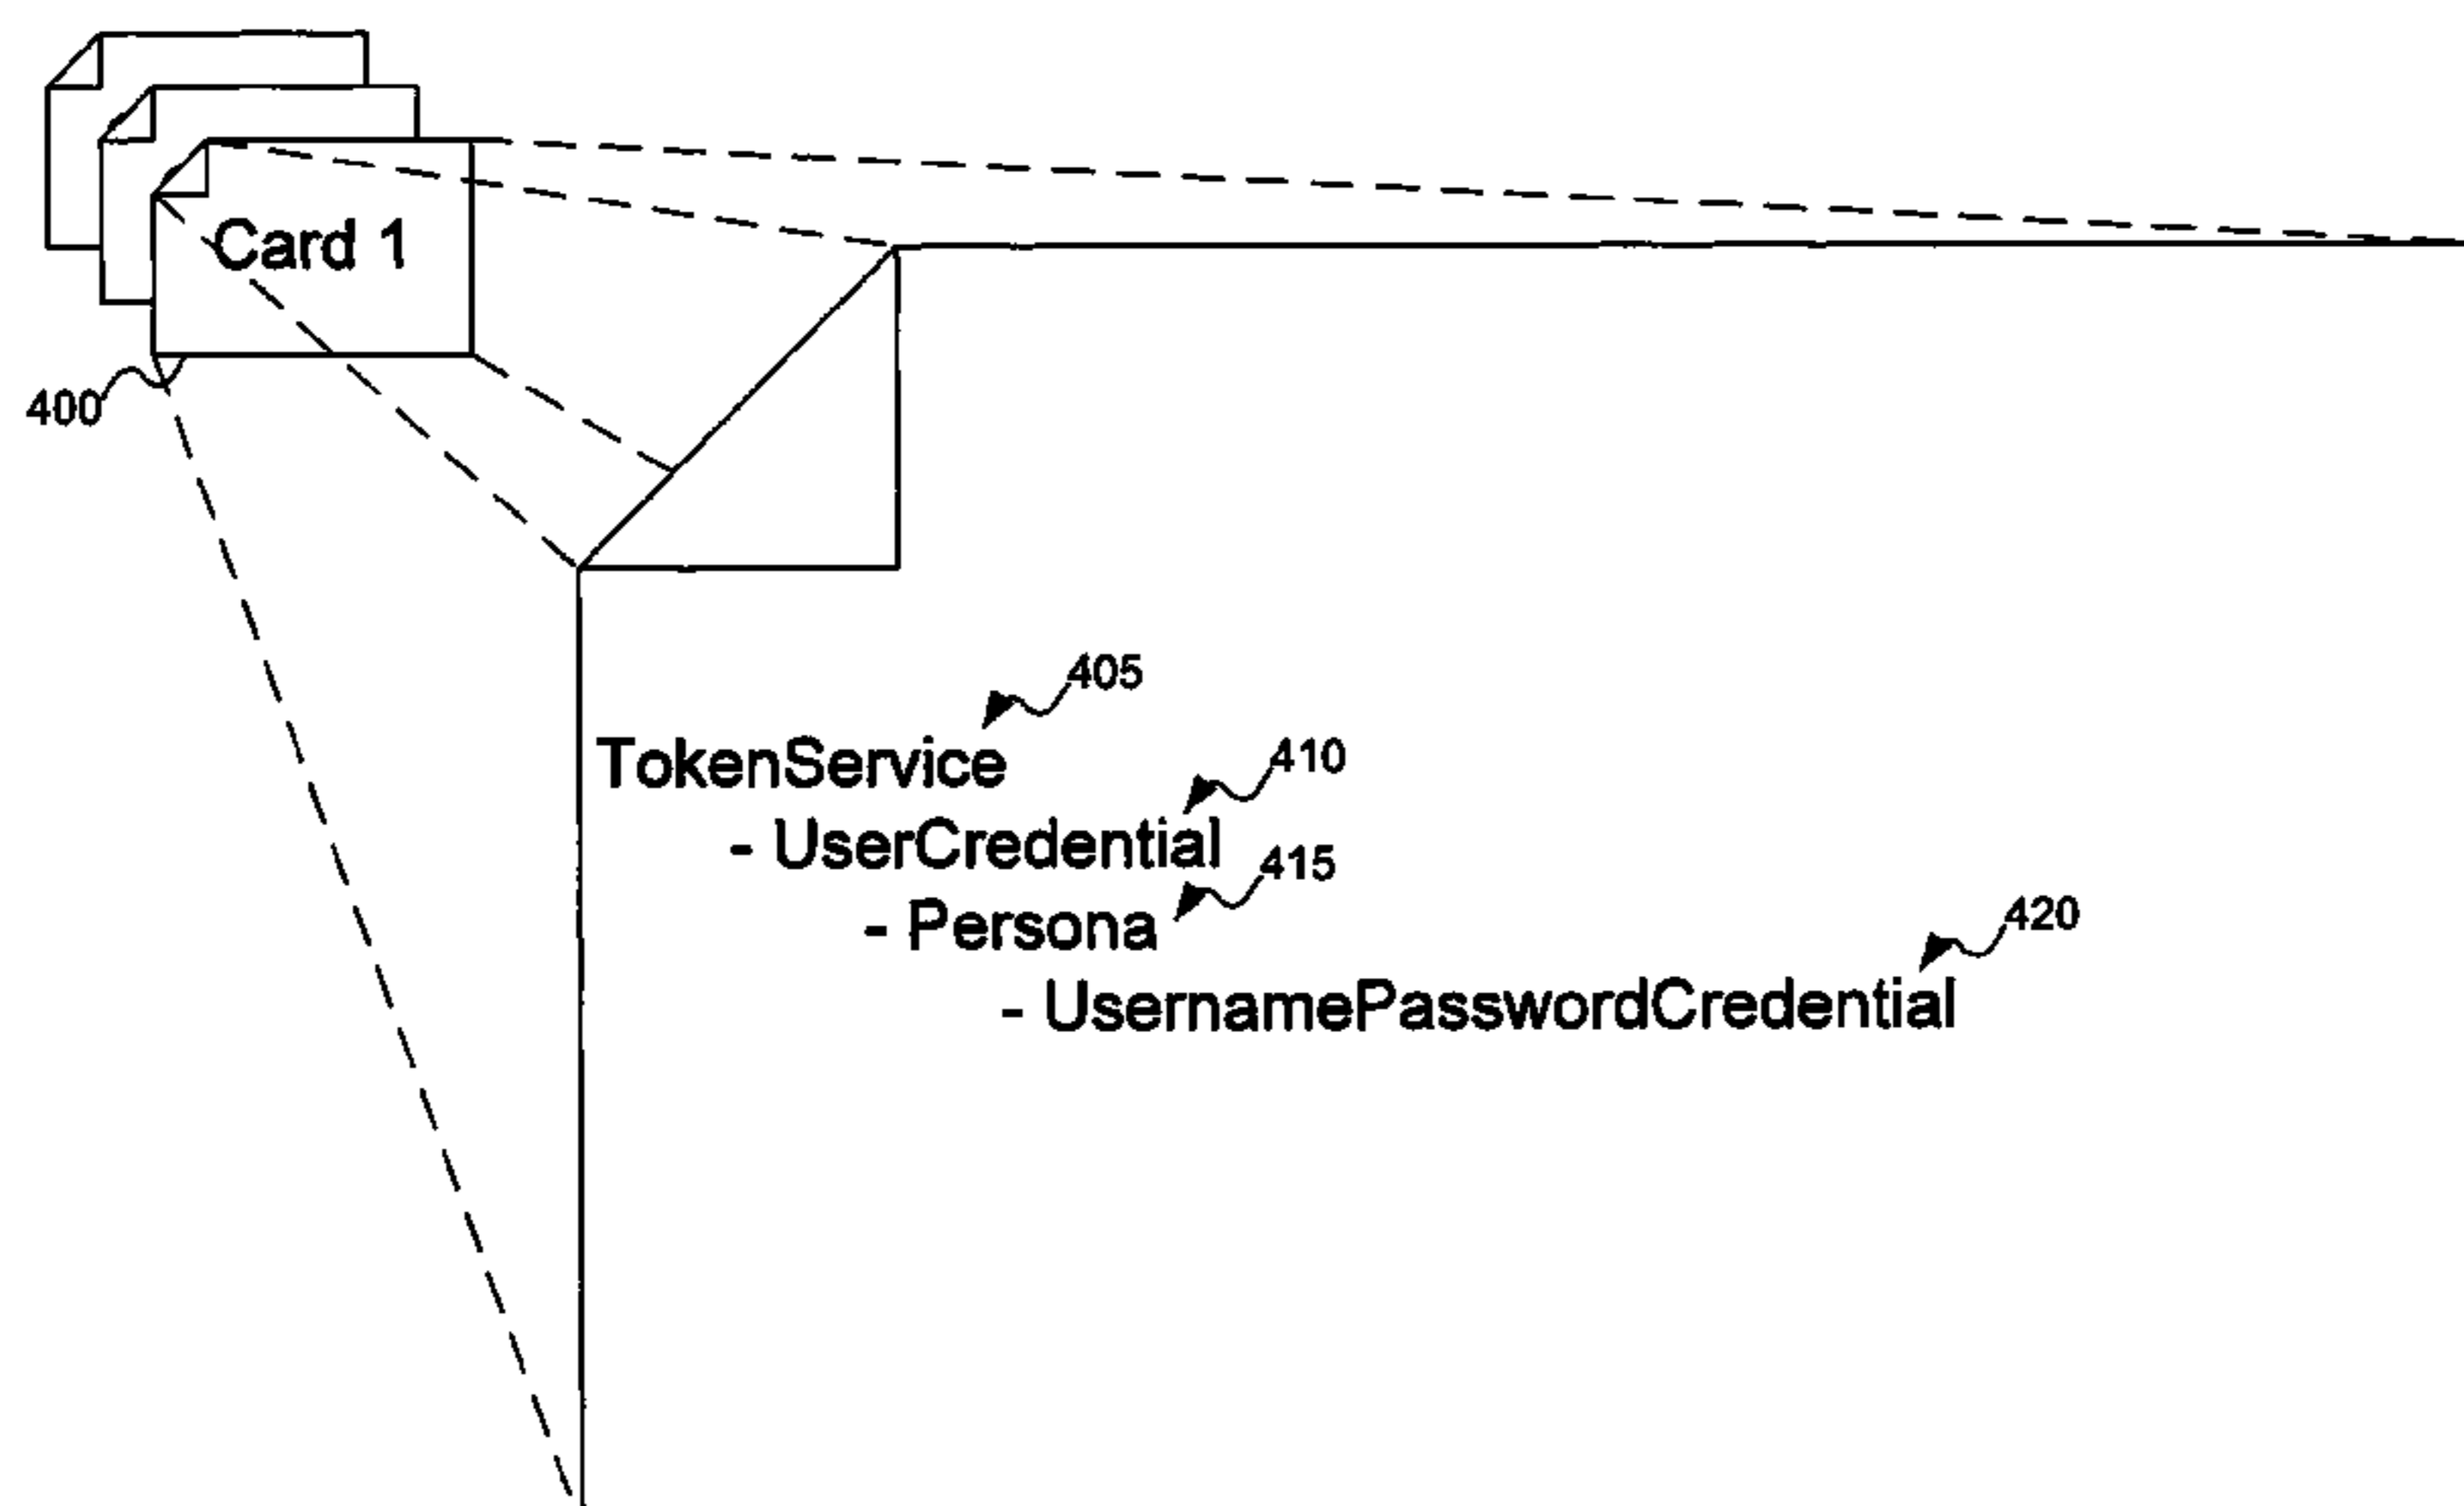 Card 1
400
405
TokenService
410
- UserCredential
415
- Persona
420
- UsernamePasswordCredential